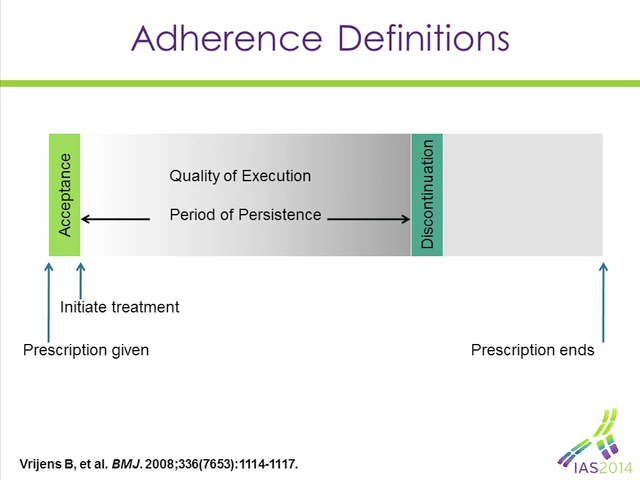 Adherence Definitions
Acceptance
Quality of Execution
Period of Persistence
Discontinuation
Initiate treatment
Prescription given
Prescription ends
Vrijens B, et al. BMJ. 2008;336(7653):1114-1117.
IAS2014